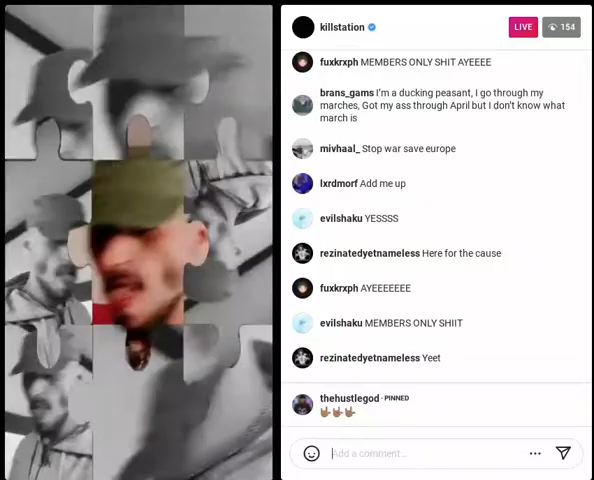 killstation
LIVE
154
fuxkrxph MEMBERS ONLY SHIT AYEEEE
brans_gams I'm a ducking peasant, I go through my
marches, Got my ass through April but I don't know what
march is
mivhaal_ Stop war save europe
lxrdmorf Add me up
evilshaku YESSSS
rezinatedyetnameless Here for the cause
fuxkrxph AYEEEEEEE
evilshaku MEMBERS ONLY SHIIT
rezinatedyetnameless Yeet
thehustlegod · PINNED
🤟🏽🤟🏽🤟🏽
Add a comment...